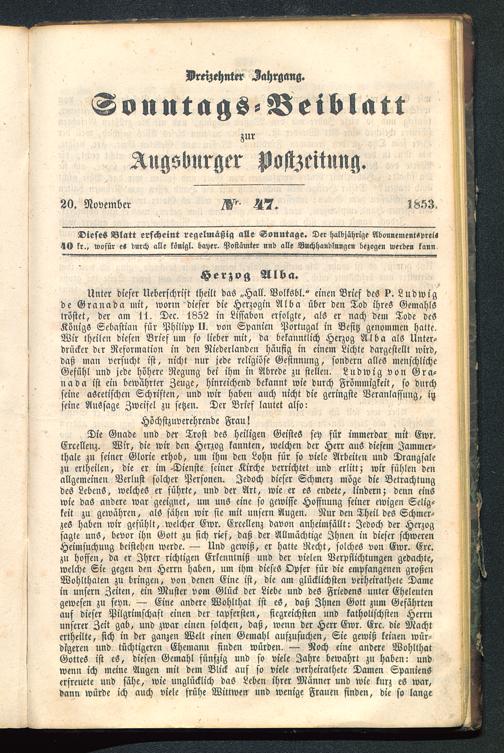 Dreizehnter Jahrgang.
Sonntags-Beiblatt
zur
Augsburger Postzeitung.
20. November Nr. 47. 1853.
Dieses Blatt erscheint regelmäßig alle Sonntage. Der halbjährige Abonnementspreis
40 kr., wofür es durch alle königl. bayer. Postämter und alle Buchhandlungen bezogen werden kann
Herzog Alba.
Unter dieser Ueberschrift theilt das „Hall. Volksbl." einen Brief des P. Ludwig
de Granada mit, worin dieser die Herzogin Alba über den Tod ihres Gemahls
tröstet, der am 11. Dec. 1852 in Lissabon erfolgte, als er nach dem Tode des
Königs Sebastian für Philipp II. von Spanien Portugal in Besitz genommen hatte.
Wir theilen diesen Brief um so lieber mit, da bekanntlich Herzog Alba als Unter-
drücker der Reformation in den Niederlanden häufig in einem Lichte dargestellt wird,
daß man versucht ist, nicht nur jede religiöse Gesinnung, sondern alles menschliche
Gefühl und jede höhere Regung bei ihm in Abrede zu stellen. Ludwig von Gra-
nada ist ein bewährter Zeuge, hinreichend bekannt wie durch Frömmigkeit, so durch
seine ascetischen Schriften, und wir haben auch nicht die geringste Veranlassung, in
seine Aussage Zweifel zu setzen. Der Brief lautet also:
Höchstzuverehrende Frau!
Die Gnade und der Trost des heiligen Geistes sey für immerdar mit Ewr.
Excellenz. Wir, die wir den Herzog kannten, welchen der Herr aus diesem Jammer-
thale zu seiner Glorie erhob, um ihm den Lohn für so viele Arbeiten und Drangsale
zu ertheilen, die er im Dienste seiner Kirche verrichtet und erlitt; wir fühlen den
allgemeinen Verlust solcher Personen. Jedoch dieser Schmerz möge die Betrachtung
des Lebens, welches er führte, und der Art, wie er es endete, lindern; denn eins
wie das andere war geeignet, um uns eine so gewisse Hoffnung seiner ewigen Selig-
keit zu gewähren, als sähen wir sie mit unsern Augen. Nur den Theil des Schmer-
zes haben wir gefühlt, welcher Ewr. Excellenz davon anheimfällt: Jedoch der Herzog
sagte uns, bevor ihn Gott zu sich rief, daß der Allmächtige Ihnen in dieser schweren
Heimsuchung beistehen werde. — Und gewiß, er hatte Recht, solches von Ewr. Exc.
zu hoffen, da er Ihre richtigen Erkenntniß und der vielen Verpflichtungen gedachte,
welche Sie gegen den Herrn haben, um ihm dieses Opfer für die empfangenen großen
Wohlthaten zu bringen, von denen Eine ist, die am glücklichsten verheirathete Dame
in unsern Zeiten, ein Muster vom Glück der Liebe und des Friedens unter Eheleuten
gewesen zu seyn. — Eine andere Wohlthat ist es, daß Ihnen Gott zum Gefährten
auf dieser Pilgrimschaft einen der tapfersten, siegreichsten und katholischsten Herrn
unserer Zeit gab, und zwar einen solchen, daß, wenn der Herr Ewr. Exc. die Macht
ertheilte, sich in der ganzen Welt einen Gemahl aufzusuchen, Sie gewiß keinen wür-
digeren und tüchtigeren Ehemann finden würden. — Noch eine andere Wohlthat
Gottes ist es, diesen Gemahl fünfzig und so viele Jahre bewahrt zu haben: und
wenn ich meine Augen mit dem Blick auf so viele verheirathete Damen Spaniens
erfreuete und sähe, wie unglücklich das Leben ihrer Männer und wie kurz es war,
dann würde ich auch viele frühe Wittwen und wenige Frauen finden, die so lange